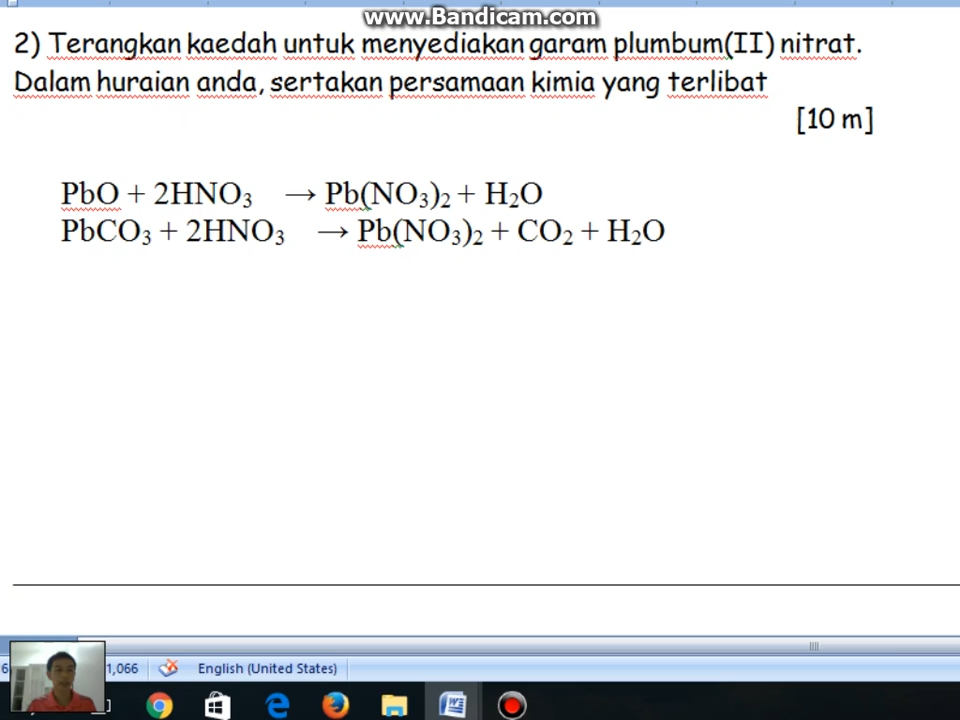 www.Bandicam.com
2) Terangkan kaedah untuk menyediakan garam plumbum(II) nitrat.
Dalam huraian anda, sertakan persamaan kimia yang terlibat
[10 m]
PbO + 2HNO₃ → Pb(NO₃)₂ + H₂O
PbCO₃ + 2HNO₃ → Pb(NO₃)₂ + CO₂ + H₂O
1,066 English (United States)